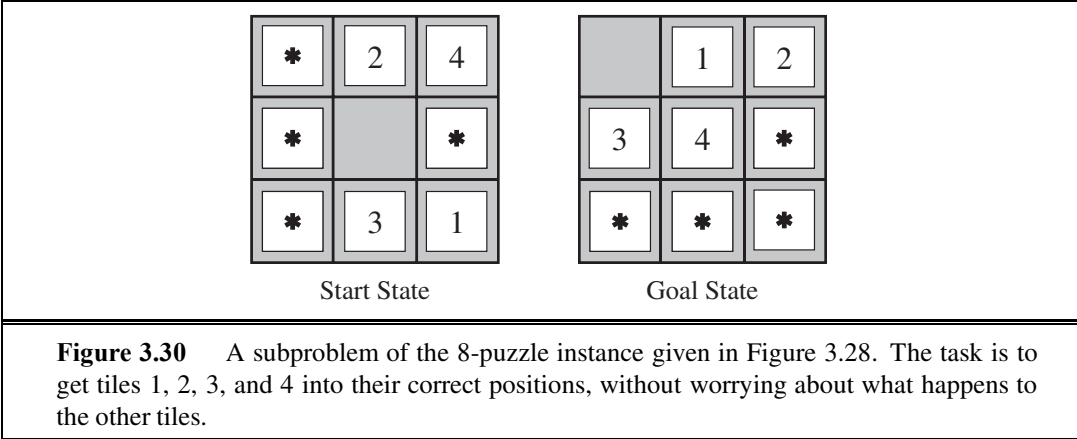 ✱ 2 4 1 2
✱ ✱ 3 4 ✱
✱ 3 1 ✱ ✱ ✱
Start State Goal State
Figure 3.30 A subproblem of the 8-puzzle instance given in Figure 3.28. The task is to
get tiles 1, 2, 3, and 4 into their correct positions, without worrying about what happens to
the other tiles.